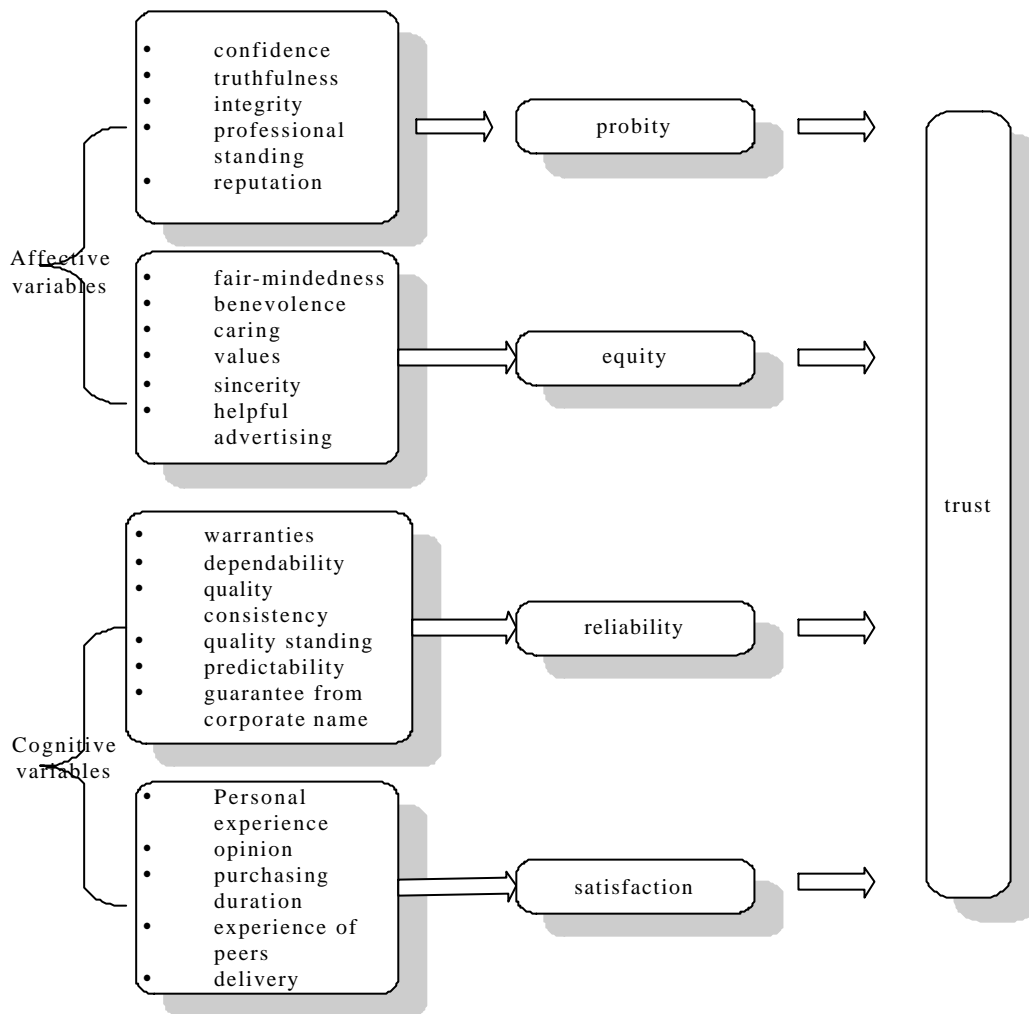 • confidence
• truthfulness
• integrity
• professional
standing
• reputation
probity
Affective
variables
• fair-mindedness
• benevolence
• caring
• values
• sincerity
• helpful
advertising
equity
trust
• warranties
• dependability
• quality
consistency
• quality standing
• predictability
• guarantee from
corporate name
reliability
Cognitive
variables
• Personal
experience
• opinion
• purchasing
duration
• experience of
peers
• delivery
satisfaction